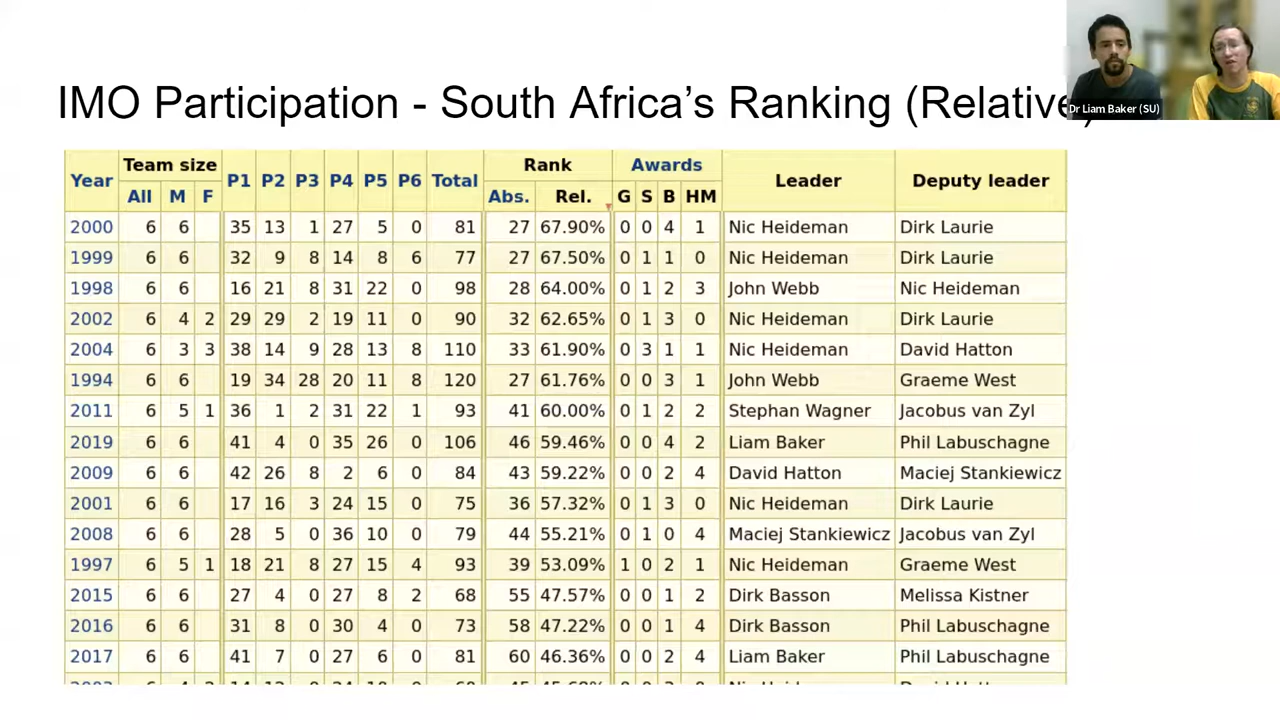 IMO Participation - South Africa's Ranking (Relative)
Dr Liam Baker (SU)
Year Team size P1 P2 P3 P4 P5 P6 Total Rank Awards Leader Deputy leader
All M F Abs. Rel. G S B HM
2000 6 6 35 13 1 27 5 0 81 27 67.90% 0 0 4 1 Nic Heideman Dirk Laurie
1999 6 6 32 9 8 14 8 6 77 27 67.50% 0 1 1 0 Nic Heideman Dirk Laurie
1998 6 6 16 21 8 31 22 0 98 28 64.00% 0 1 2 3 John Webb Nic Heideman
2002 6 4 2 29 29 2 19 11 0 90 32 62.65% 0 1 3 0 Nic Heideman Dirk Laurie
2004 6 3 3 38 14 9 28 13 8 110 33 61.90% 0 3 1 1 Nic Heideman David Hatton
1994 6 6 19 34 28 20 11 8 120 27 61.76% 0 0 3 1 John Webb Graeme West
2011 6 5 1 36 1 2 31 22 1 93 41 60.00% 0 1 2 2 Stephan Wagner Jacobus van Zyl
2019 6 6 41 4 0 35 26 0 106 46 59.46% 0 0 4 2 Liam Baker Phil Labuschagne
2009 6 6 42 26 8 2 6 0 84 43 59.22% 0 0 2 4 David Hatton Maciej Stankiewicz
2001 6 6 17 16 3 24 15 0 75 36 57.32% 0 1 3 0 Nic Heideman Dirk Laurie
2008 6 6 28 5 0 36 10 0 79 44 55.21% 0 1 0 4 Maciej Stankiewicz Jacobus van Zyl
1997 6 5 1 18 21 8 27 15 4 93 39 53.09% 1 0 2 1 Nic Heideman Graeme West
2015 6 6 27 4 0 27 8 2 68 55 47.57% 0 0 1 2 Dirk Basson Melissa Kistner
2016 6 6 31 8 0 30 4 0 73 58 47.22% 0 0 1 4 Dirk Basson Phil Labuschagne
2017 6 6 41 7 0 27 6 0 81 60 46.36% 0 0 2 4 Liam Baker Phil Labuschagne